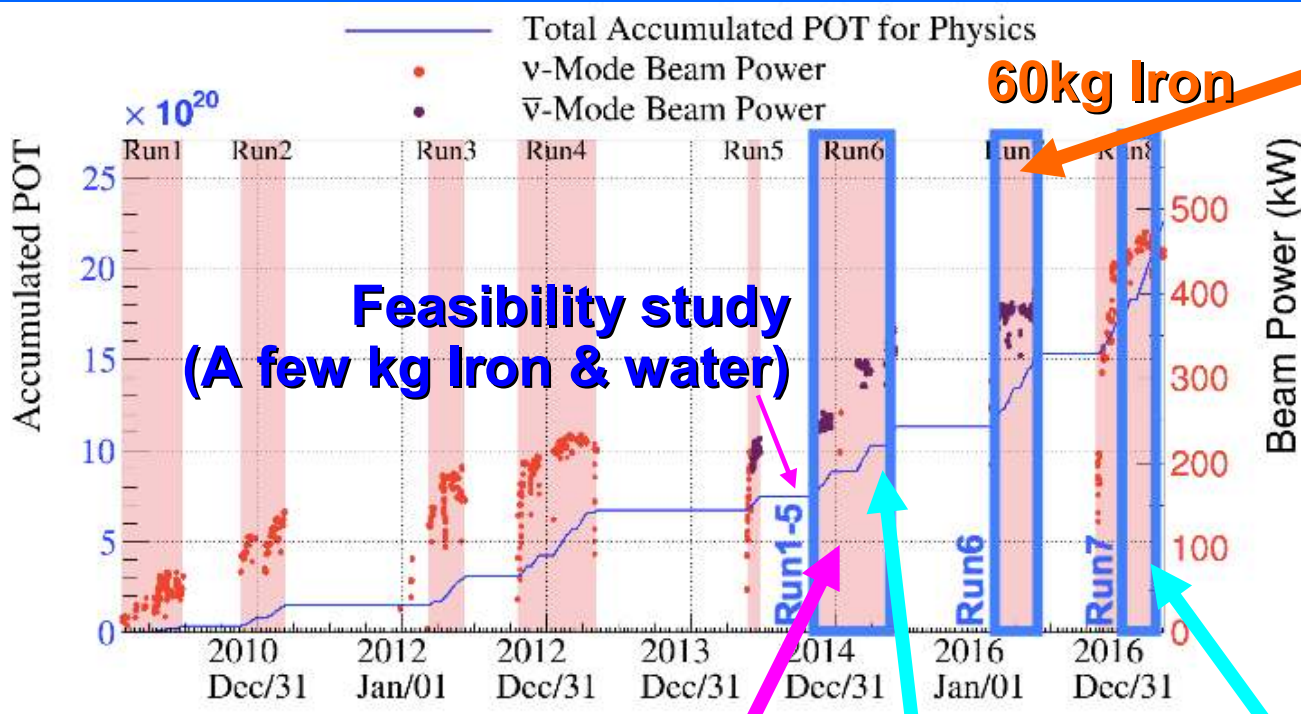 Total Accumulated POT for Physics
ν-Mode Beam Power
ν̅-Mode Beam Power
60kg Iron
× 10²⁰
Run1 Run2 Run3 Run4 Run5 Run6 Run8
Accumulated POT
25
20
15
10
5
0
Feasibility study
(A few kg Iron & water)
Run1-5
Run6
Run7
500
400
300
200
100
0
Beam Power (kW)
2010 2012 2012 2013 2014 2016 2016
Dec/31 Jan/01 Dec/31 Dec/31 Dec/31 Jan/01 Dec/31